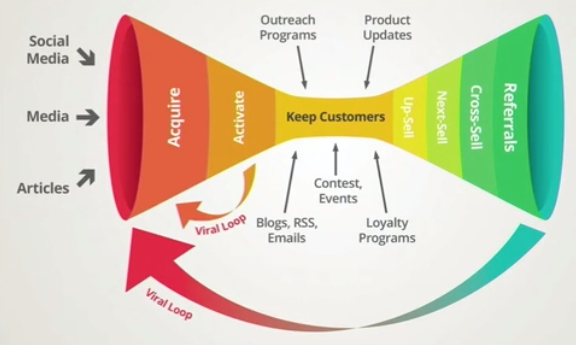 Social
Media
Media
Articles
Outreach
Programs
Product
Updates
Acquire
Activate
Keep Customers
Up-Sell
Next-Sell
Cross-Sell
Referrals
Viral Loop
Blogs, RSS,
Emails
Contest,
Events
Loyalty
Programs
Viral Loop